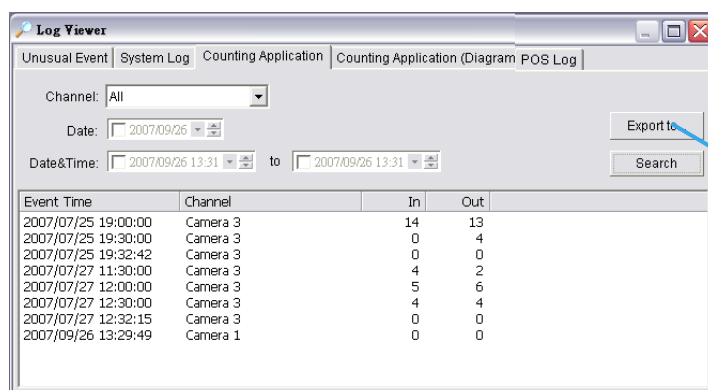 Log Viewer
Unusual Event System Log Counting Application Counting Application (Diagram POS Log
Channel: All
Date: 2007/09/26
Export to
Date&Time: 2007/09/26 13:31 to 2007/09/26 13:31
Search
Event Time Channel In Out
2007/07/25 19:00:00 Camera 3 14 13
2007/07/25 19:30:00 Camera 3 0 4
2007/07/25 19:32:42 Camera 3 0 0
2007/07/27 11:30:00 Camera 3 4 2
2007/07/27 12:00:00 Camera 3 5 6
2007/07/27 12:30:00 Camera 3 4 4
2007/07/27 12:32:15 Camera 3 0 0
2007/09/26 13:29:49 Camera 1 0 0